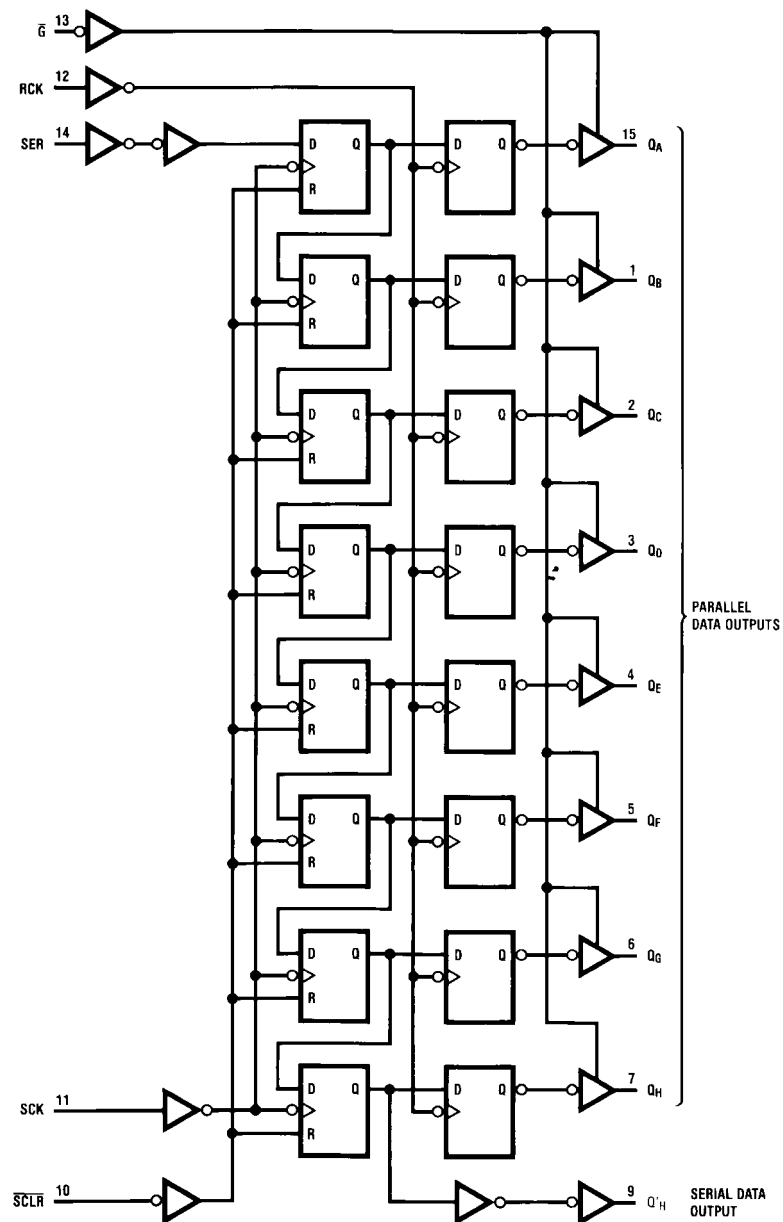 G̅ 13
RCK 12
SER 14
D Q
R
D Q
15 QA
D Q
R
D Q
1 QB
D Q
R
D Q
2 QC
D Q
R
D Q
3 QD
PARALLEL
DATA OUTPUTS
D Q
R
D Q
4 QE
D Q
R
D Q
5 QF
D Q
R
D Q
6 QG
D Q
R
D Q
7 QH
SCK 11
S̅C̅L̅R̅ 10
9 Q'H
SERIAL DATA
OUTPUT